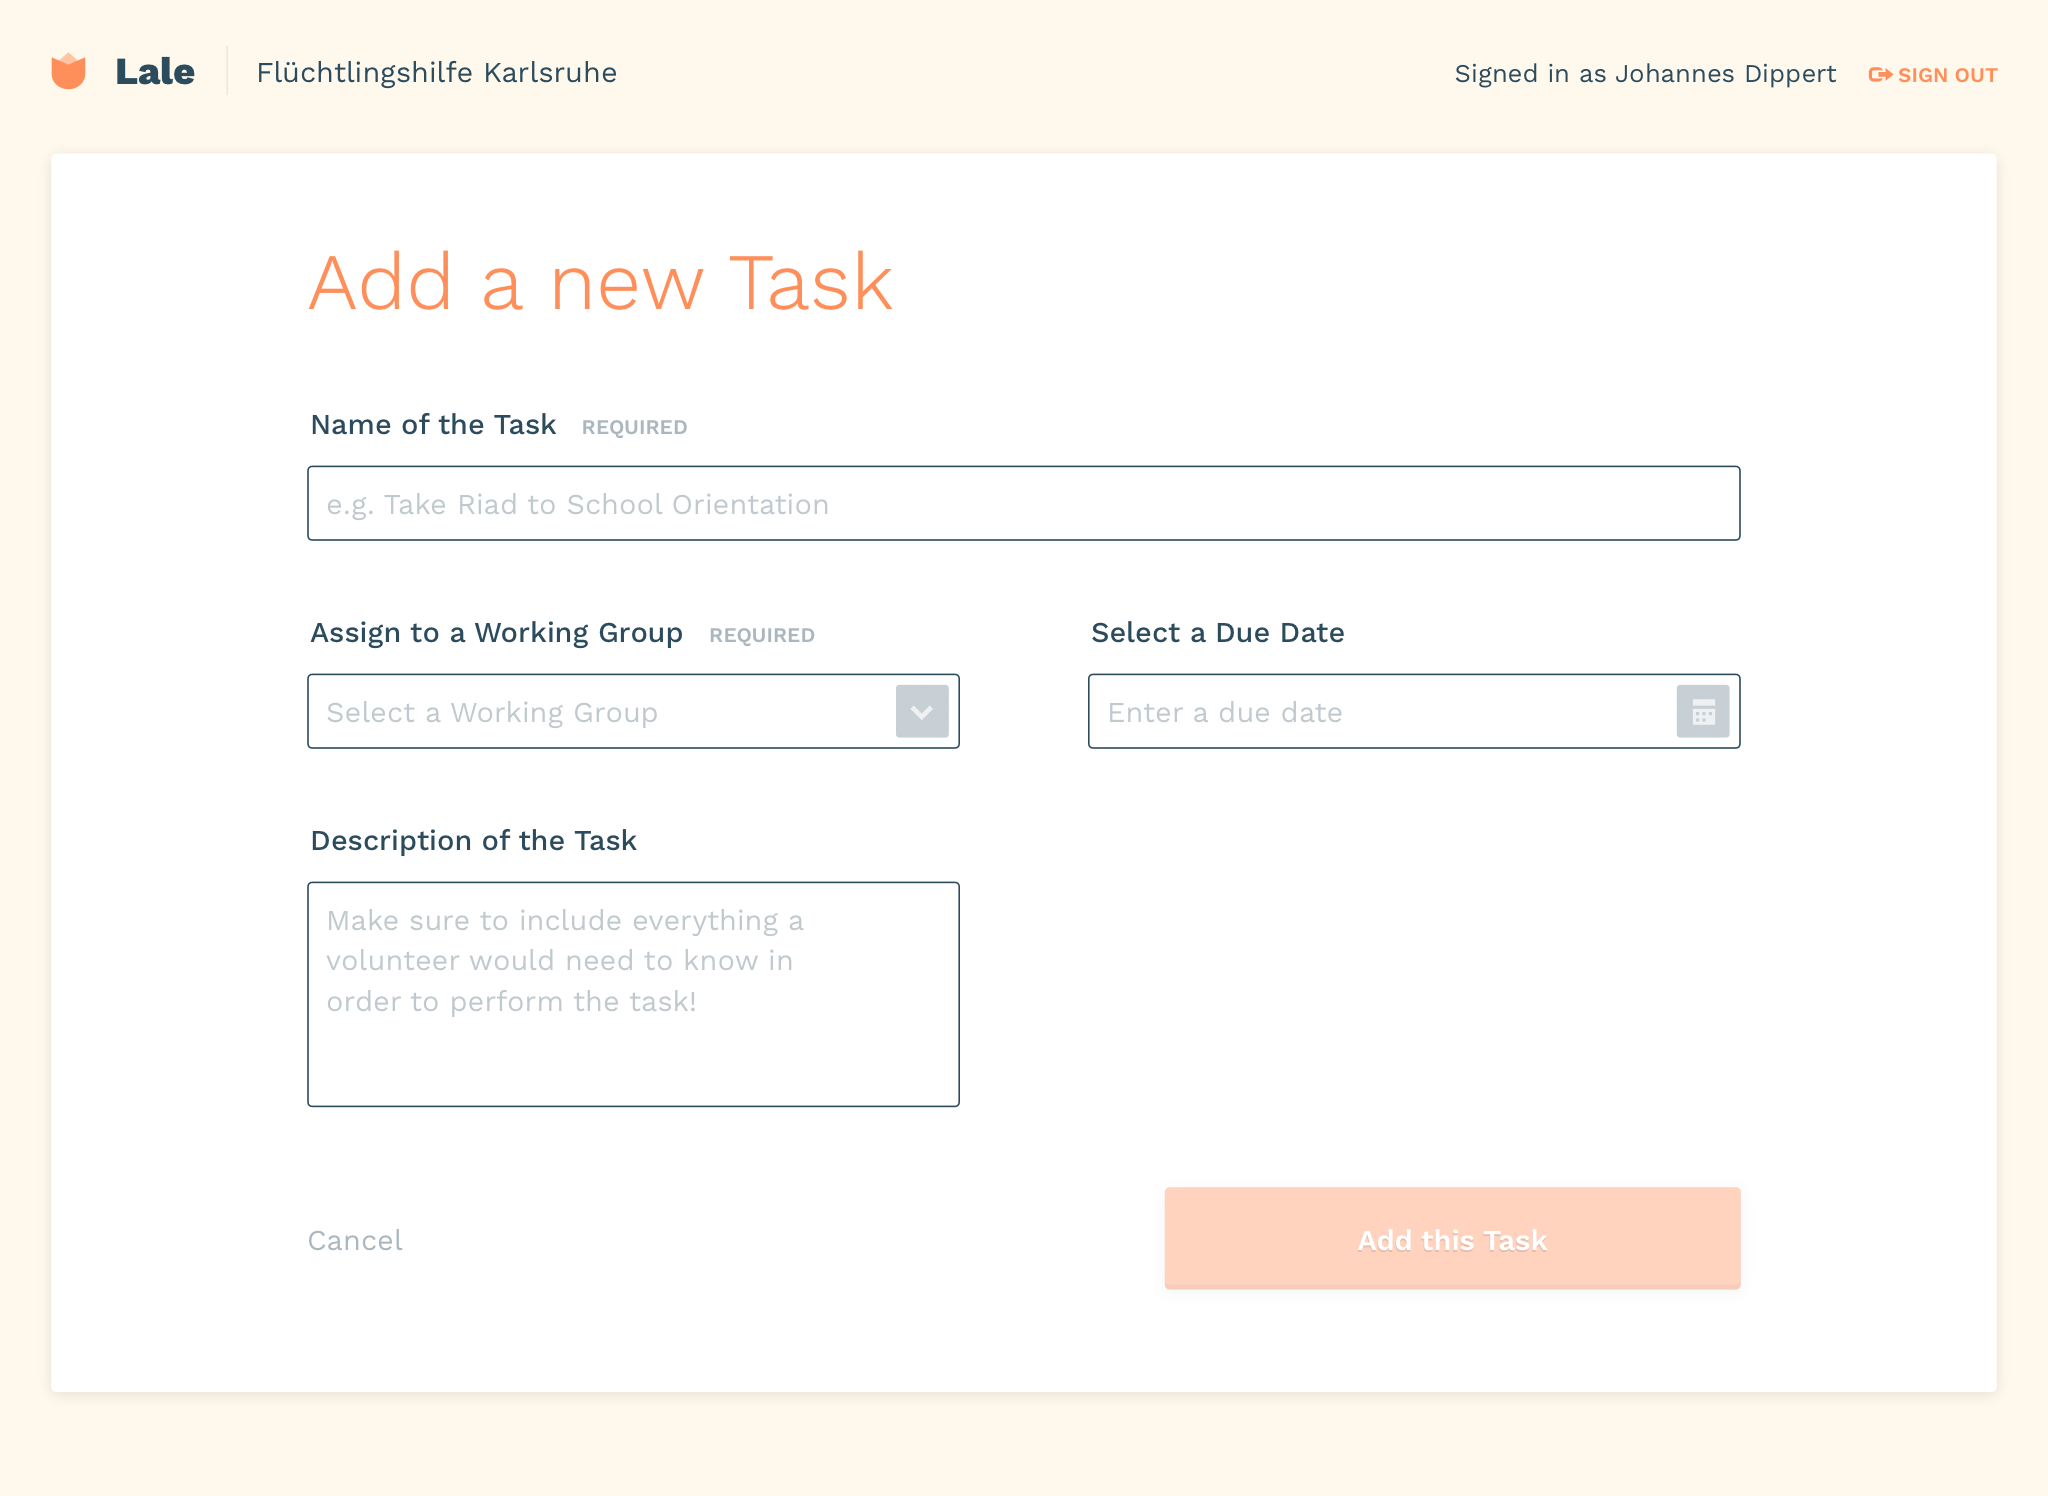 Lale
Flüchtlingshilfe Karlsruhe
Signed in as Johannes Dippert
SIGN OUT
Add a new Task
Name of the Task REQUIRED
e.g. Take Riad to School Orientation
Assign to a Working Group REQUIRED
Select a Working Group
Select a Due Date
Enter a due date
Description of the Task
Make sure to include everything a
volunteer would need to know in
order to perform the task!
Cancel
Add this Task